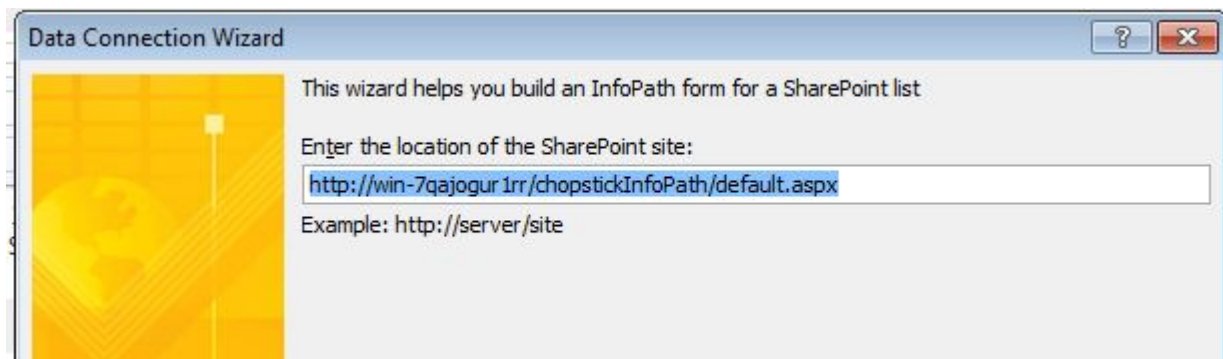 Data Connection Wizard
This wizard helps you build an InfoPath form for a SharePoint list
Enter the location of the SharePoint site:
http://win-7qajogur1rr/chopstickInfoPath/default.aspx
Example: http://server/site